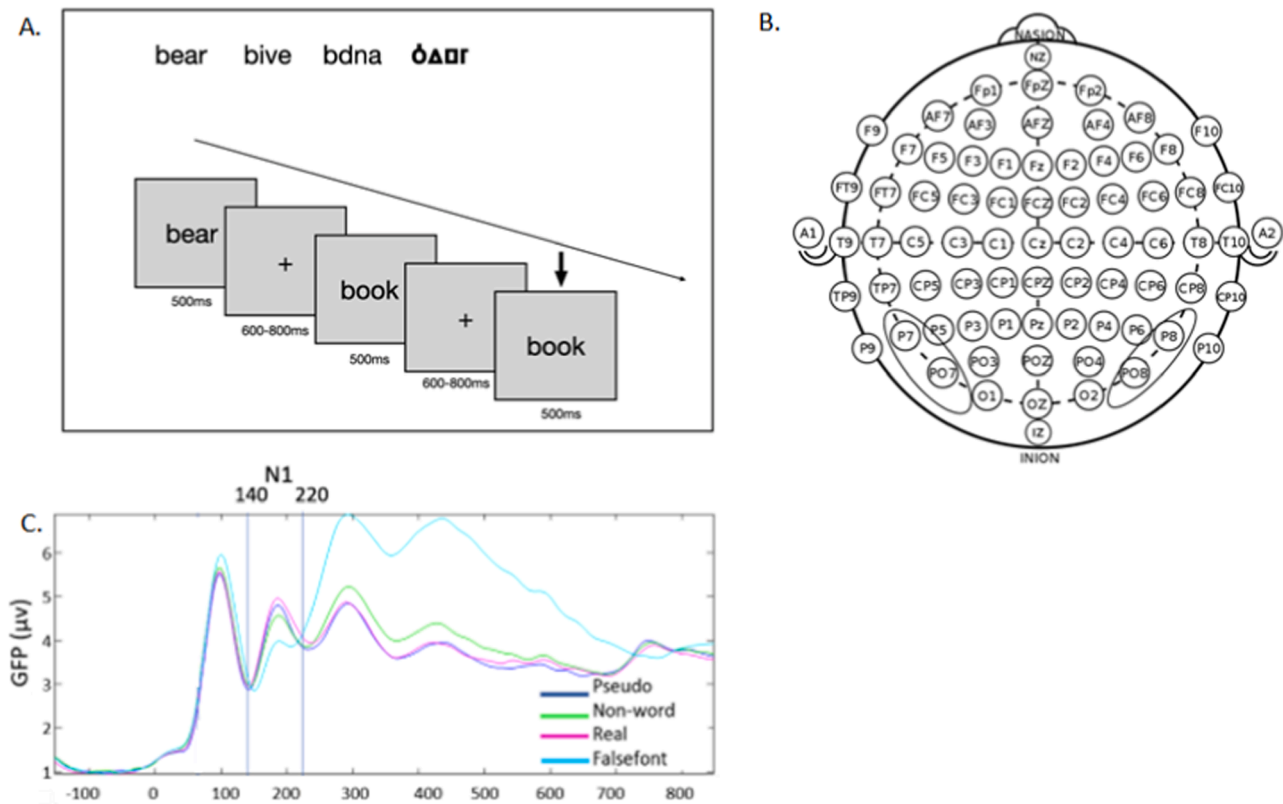 A.
bear bive bdna ȯ∆◘Γ
bear
500ms
+
600-800ms
book
500ms
+
600-800ms
book
500ms
B.
NASION
NZ
Fp1 FpZ Fp2
AF7 AF3 AFZ AF4 AF8
F9 F7 F5 F3 F1 Fz F2 F4 F6 F8 F10
FT9 FT7 FC5 FC3 FC1 FCZ FC2 FC4 FC6 FC8 FC10
A1 T9 T7 C5 C3 C1 Cz C2 C4 C6 T8 T10 A2
TP9 TP7 CP5 CP3 CP1 CPZ CP2 CP4 CP6 CP8 CP10
P9 P7 P5 P3 P1 Pz P2 P4 P6 P8 P10
PO7 PO3 POZ PO4 PO8
O1 OZ O2
IZ
INION
C.
N1
140 220
GFP (μv)
6
5
4
3
2
1
Pseudo
Non-word
Real
Falsefont
-100 0 100 200 300 400 500 600 700 800